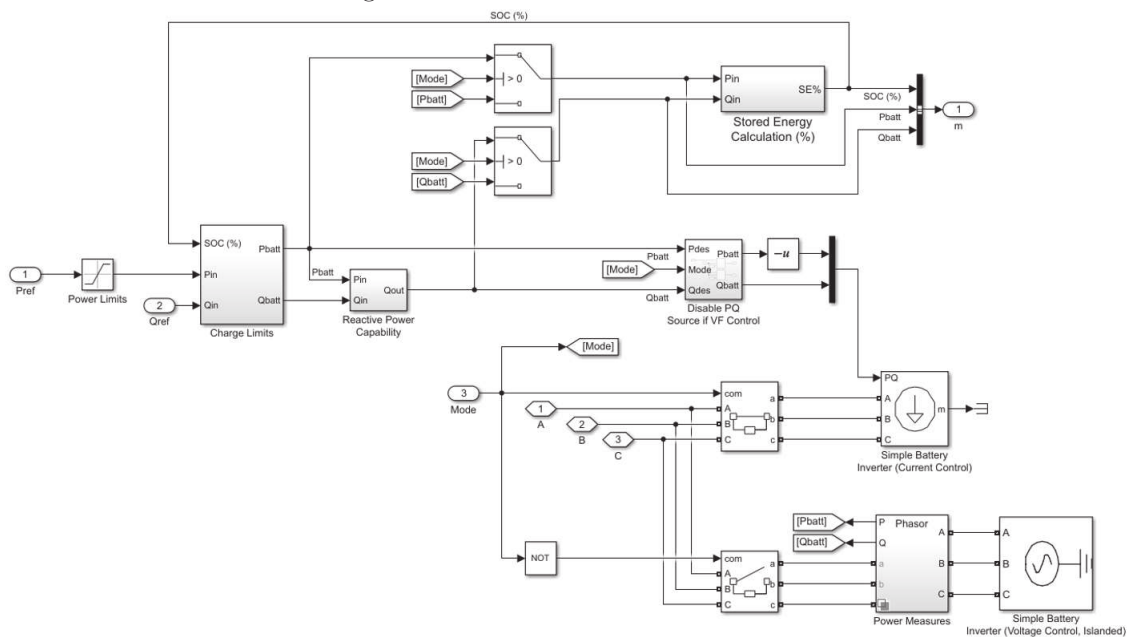 SOC (%)
[Mode]
> 0
[Pbatt]
Pin
Qin
SE%
Stored Energy
Calculation (%)
SOC (%)
Pbatt
Qbatt
1
m
[Mode]
> 0
[Qbatt]
1
Pref
Power Limits
2
Qref
SOC (%)
Pin
Qin
Pbatt
Qbatt
Charge Limits
Pbatt
Pin
Qin
Qout
Reactive Power
Capability
Pbatt
[Mode]
Qbatt
Pdes
Mode
Qdes
Pbatt
Qbatt
Disable PQ
Source if VF Control
-u
[Mode]
3
Mode
1
A
2
B
3
C
com
A
B
C
a
b
c
PQ
A
B
C
m
Simple Battery
Inverter (Current Control)
NOT
com
A
B
C
a
b
c
[Pbatt]
[Qbatt]
P
Q
Phasor
a
b
A
B
C
Power Measures
A
B
C
Simple Battery
Inverter (Voltage Control, Islanded)